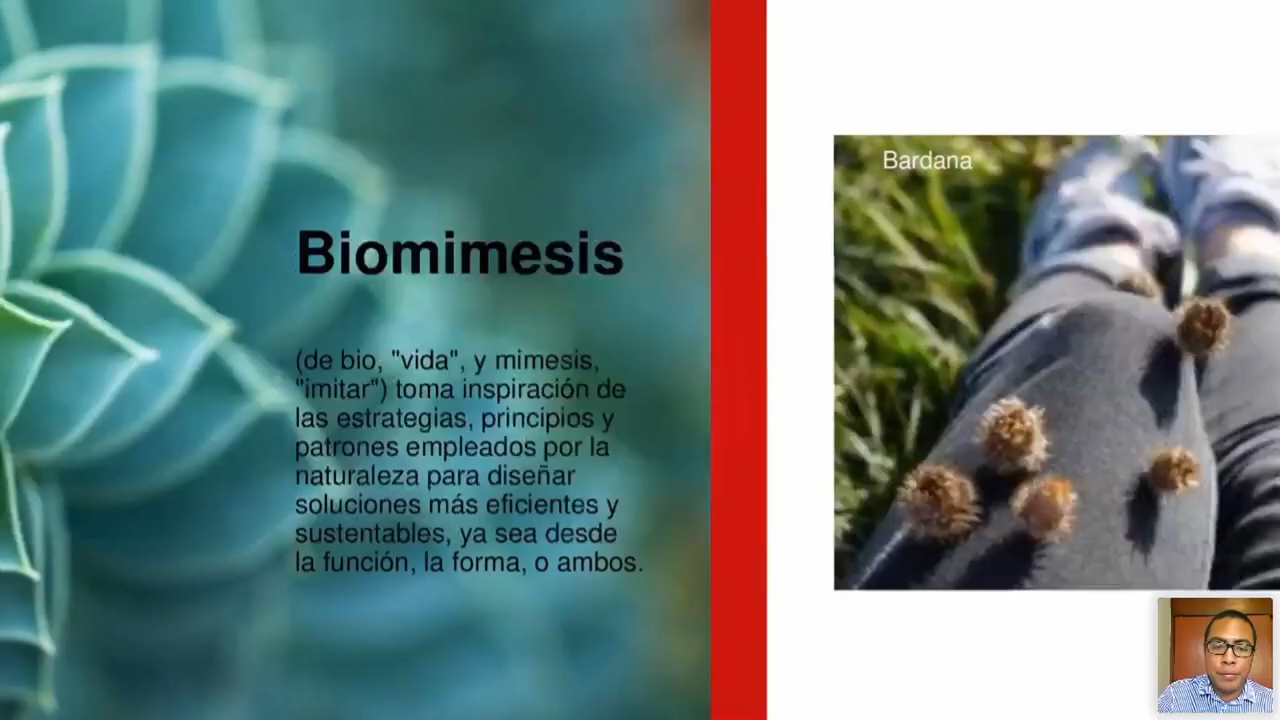 Biomimesis
(de bio, "vida", y mimesis,
"imitar") toma inspiración de
las estrategias, principios y
patrones empleados por la
naturaleza para diseñar
soluciones más eficientes y
sustentables, ya sea desde
la función, la forma, o ambos.
Bardana